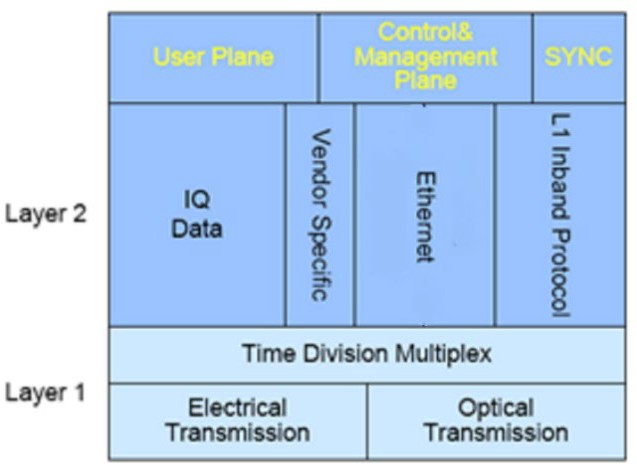 User Plane
Control&
Management
Plane
SYNC
Layer 2
IQ
Data
Vendor Specific
Ethernet
L1 Inband Protocol
Time Division Multiplex
Layer 1
Electrical
Transmission
Optical
Transmission